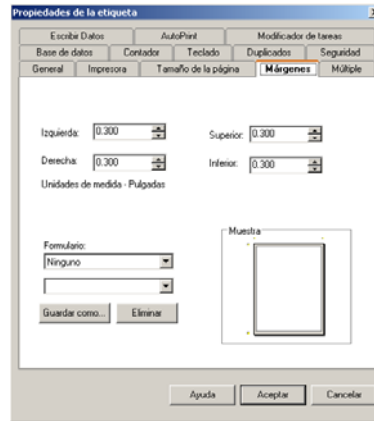 Propiedades de la etiqueta
Escribir Datos AutoPrint Modificador de tareas
Base de datos Contador Teclado Duplicados Seguridad
General Impresora Tamaño de la página Márgenes Múltiple
Izquierda: 0.300 Superior: 0.300
Derecha: 0.300 Inferior: 0.300
Unidades de medida - Pulgadas
Muestra
Formulario:
Ninguno
Guardar como... Eliminar
Ayuda Aceptar Cancelar